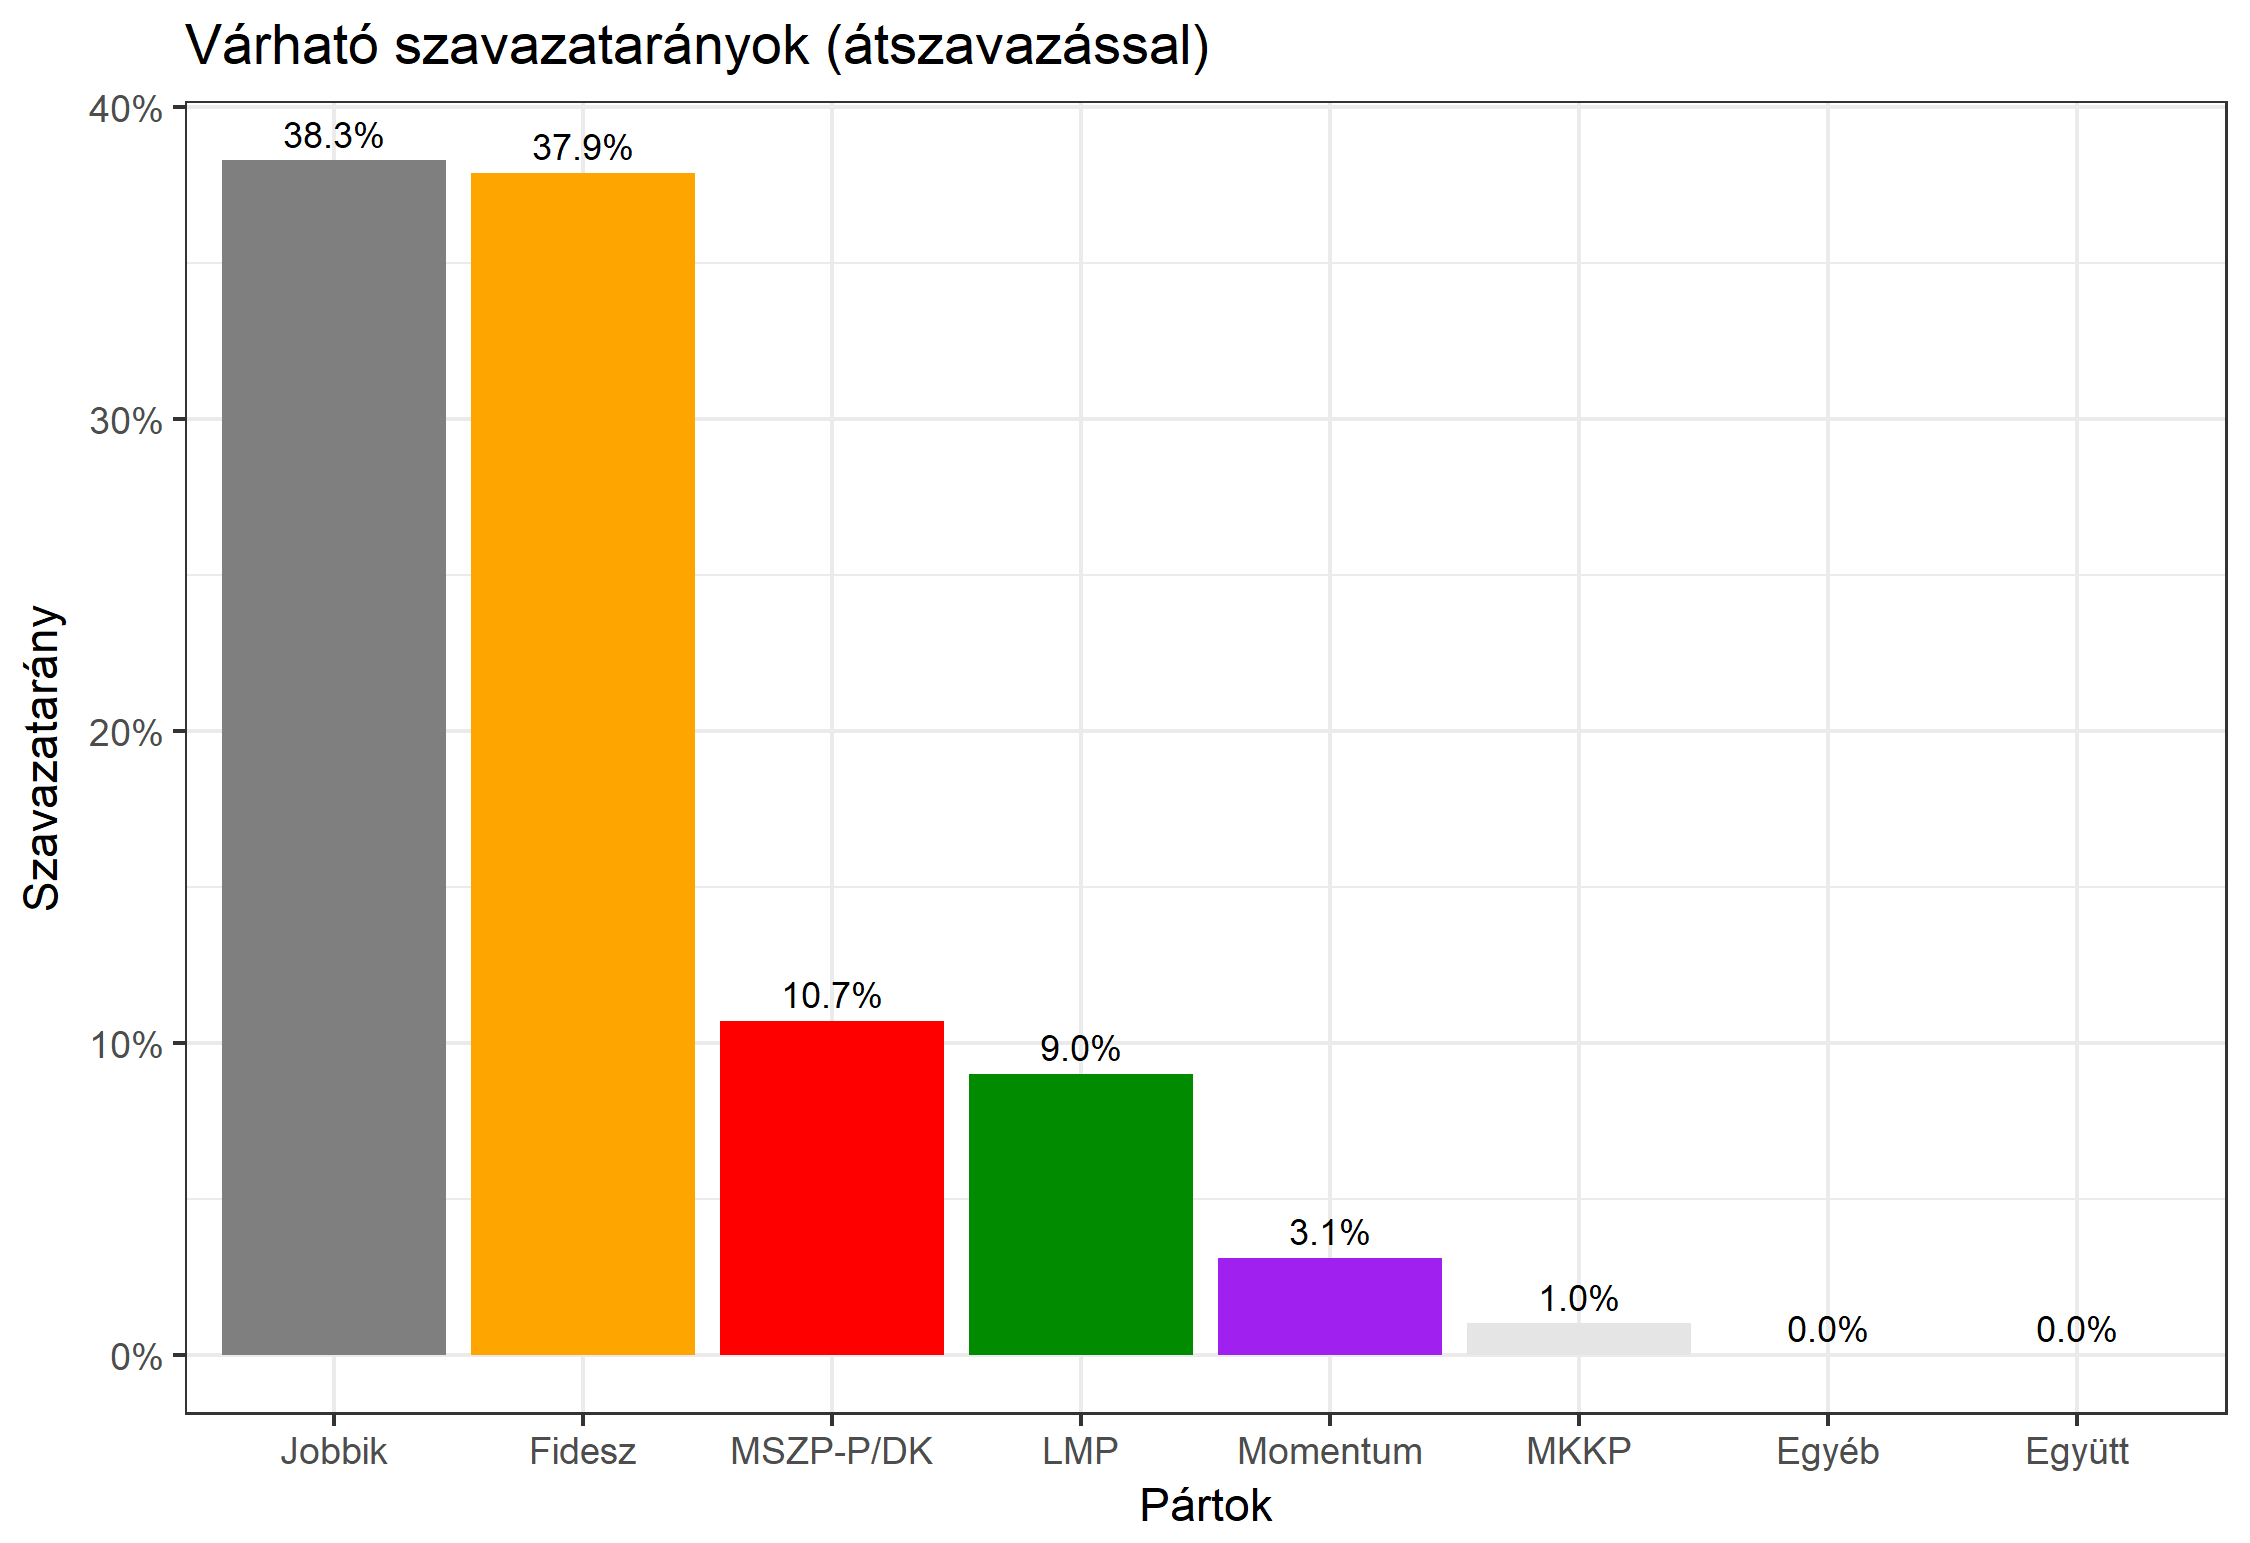 Várható szavazatarányok (átszavazással)
40%
30%
20%
10%
0%
Szavazatarány
38.3%
37.9%
10.7%
9.0%
3.1%
1.0%
0.0%
0.0%
Jobbik
Fidesz
MSZP-P/DK
LMP
Momentum
MKKP
Egyéb
Együtt
Pártok